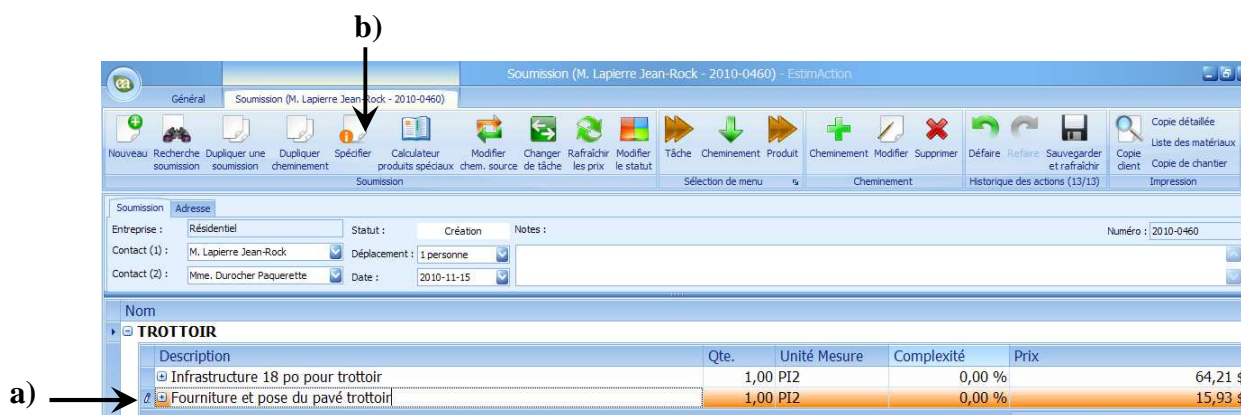 b)
Soumission (M. Lapierre Jean-Rock - 2010-0460) - EstimAction
Général Soumission (M. Lapierre Jean-Rock - 2010-0460)
Nouveau Recherche soumission Dupliquer une soumission Dupliquer cheminement Spécifier Calculateur produits spéciaux Modifier chem. source Changer de tâche Rafraîchir les prix Modifier le statut Tâche Cheminement Produit Cheminement Modifier Supprimer Défaire Refaire Sauvegarder et rafraîchir Copie client
Copie détaillée
Liste des matériaux
Copie de chantier
Soumission Sélection de menu Cheminement Historique des actions (13/13) Impression
Soumission Adresse
Entreprise : Résidentiel Statut : Création Notes : Numéro : 2010-0460
Contact (1) : M. Lapierre Jean-Rock Déplacement : 1 personne
Contact (2) : Mme. Durocher Paquerette Date : 2010-11-15
Nom
TROTTOIR
Description Qte. Unité Mesure Complexité Prix
Infrastructure 18 po pour trottoir 1,00 PI2 0,00 % 64,21 $
a) Fourniture et pose du pavé trottoir 1,00 PI2 0,00 % 15,93 $